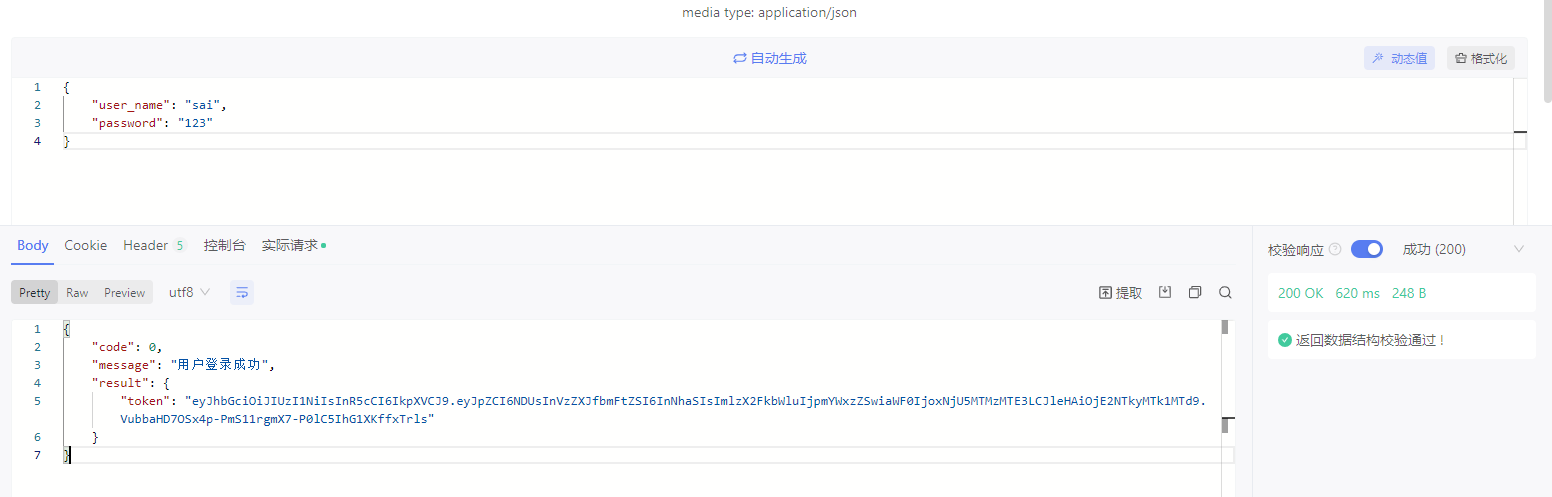 media type: application/json
自动生成
动态值
格式化
1 {
2 "user_name": "sai",
3 "password": "123"
4 }
Body Cookie Header 5 控制台 实际请求
校验响应 ? 成功 (200)
Pretty Raw Preview utf8
提取
200 OK 620 ms 248 B
返回数据结构校验通过！
1 {
2 "code": 0,
3 "message": "用户登录成功",
4 "result": {
5 "token": "eyJhbGciOiJIUzI1NiIsInR5cCI6IkpXVCJ9.eyJpZCI6NDUsInVzZXJfbmFtZSI6InNhaSIsImlzX2FkbWluIjpmYWxzZSwiaWF0IjoxNjU5MTMzMTE3LCJleHAiOjE2NTkyMTk1MTd9.
VubbaHD7OSx4p-PmS11rgmX7-P0lC5IhG1XKffxTrls"
6 }
7 }